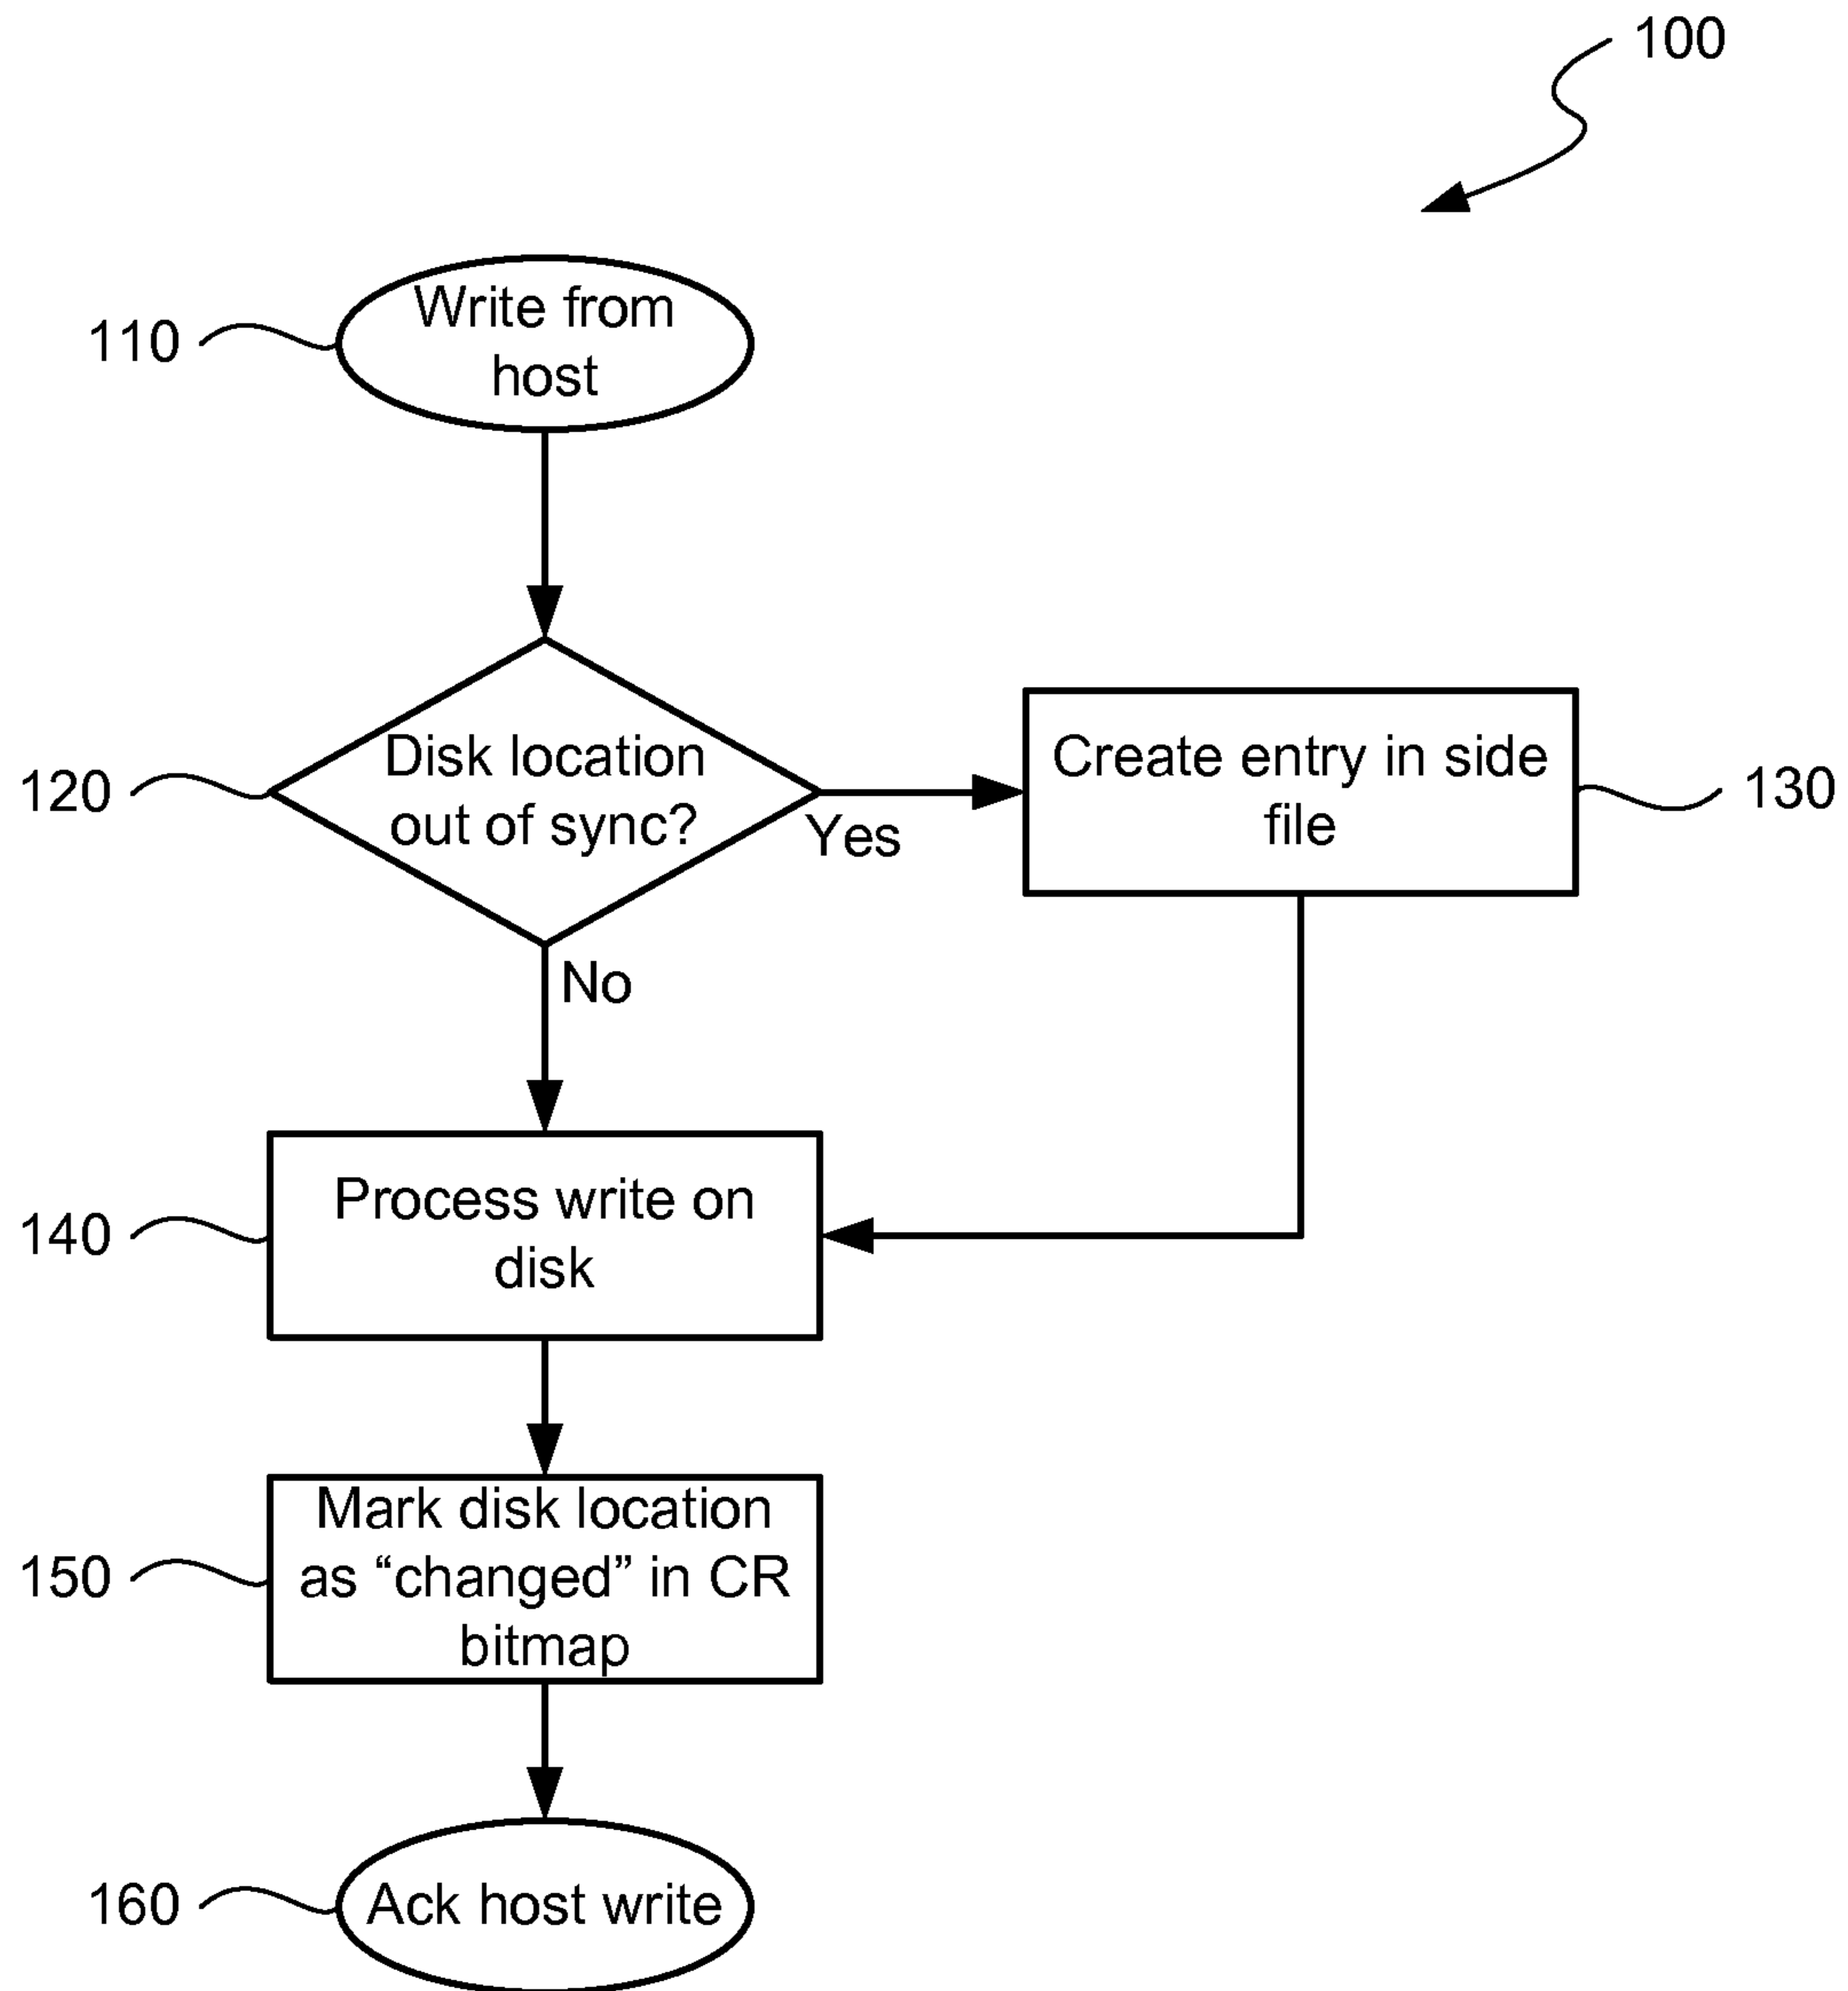 100
110
Write from
host
120
Disk location
out of sync?
Yes
Create entry in side
file
130
No
140
Process write on
disk
150
Mark disk location
as “changed” in CR
bitmap
160
Ack host write